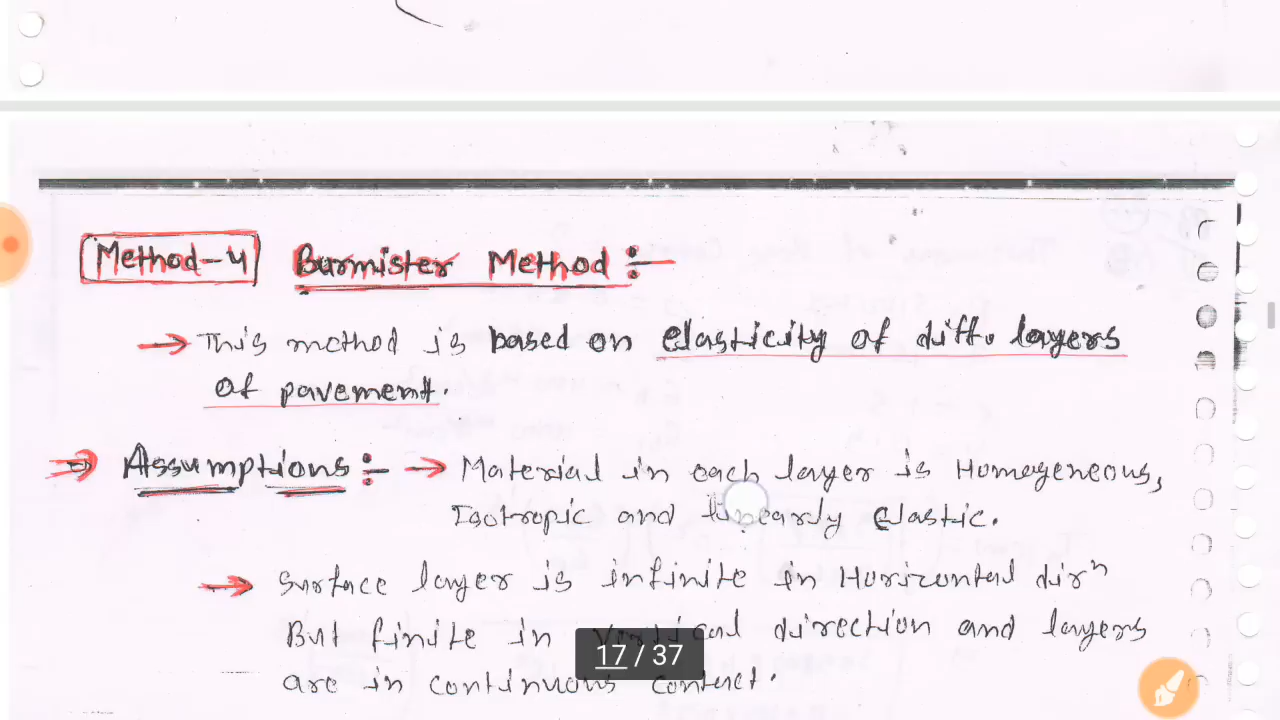 Method-4 Burmister Method :-
→ This method is based on elasticity of diff. layers
of pavement.
⇒ Assumptions :- → Material in each layer is Homogeneous,
Isotropic and linearly elastic.
→ Surface layer is infinite in Horizontal dirⁿ
But finite in vertical direction and layers
are in continuous contact.
17 / 37